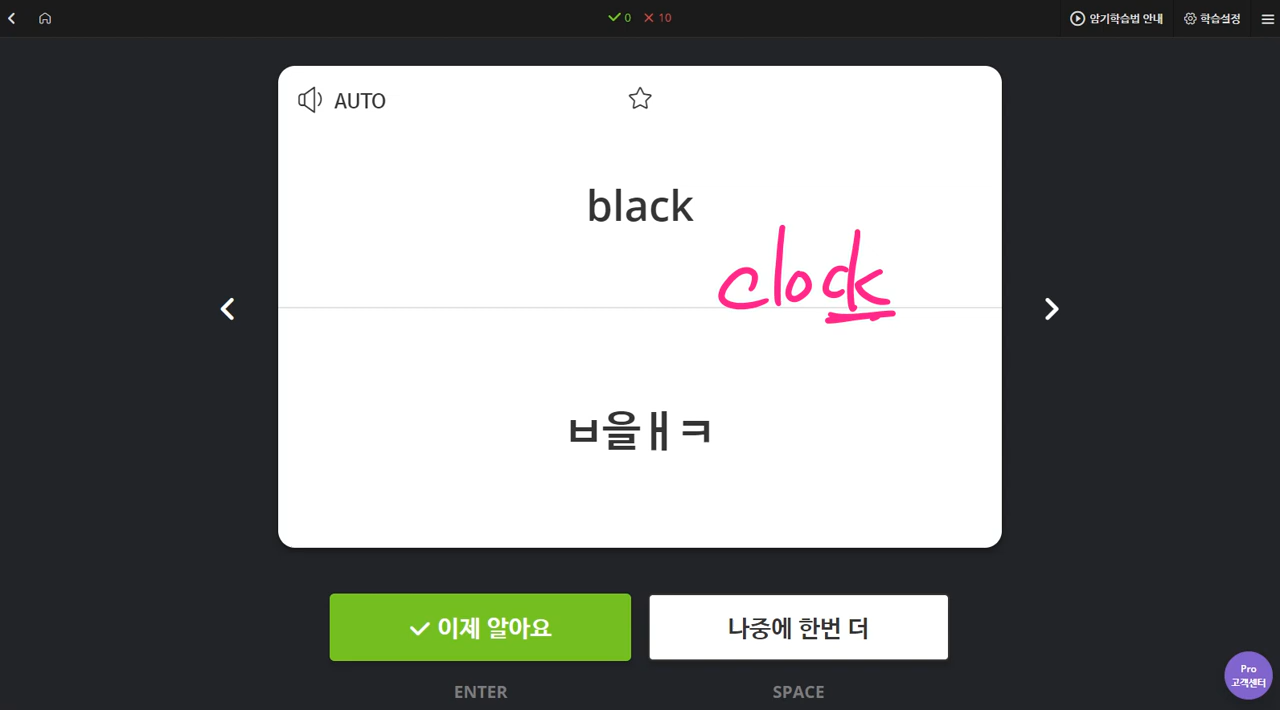 0 10 암기학습법 안내 학습설정
AUTO
black
clock
ㅂ을ㅐㅋ
이제 알아요 나중에 한번 더
ENTER SPACE
Pro
고객센터